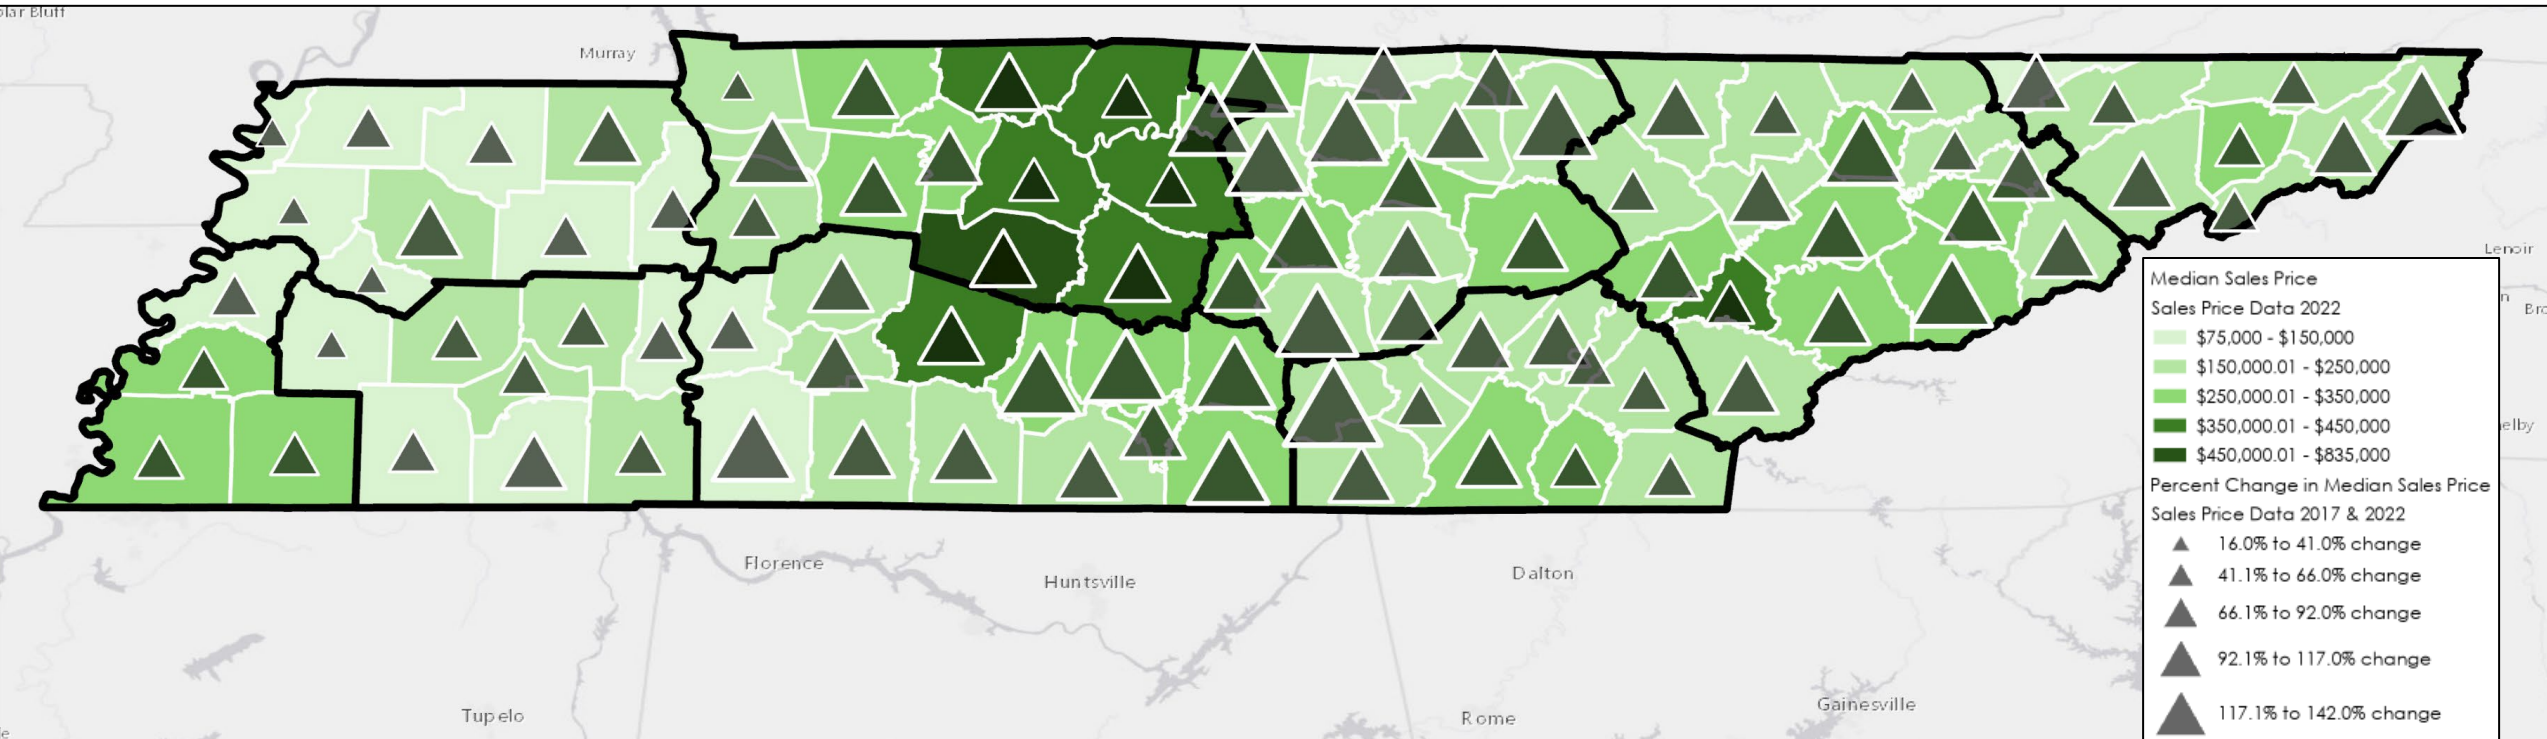 Murray
Lenoir
Median Sales Price
Sales Price Data 2022
$75,000 - $150,000
$150,000.01 - $250,000
$250,000.01 - $350,000
$350,000.01 - $450,000
$450,000.01 - $835,000
Percent Change in Median Sales Price
Sales Price Data 2017 & 2022
16.0% to 41.0% change
41.1% to 66.0% change
66.1% to 92.0% change
92.1% to 117.0% change
117.1% to 142.0% change
Florence
Huntsville
Dalton
Tupelo
Rome
Gainesville